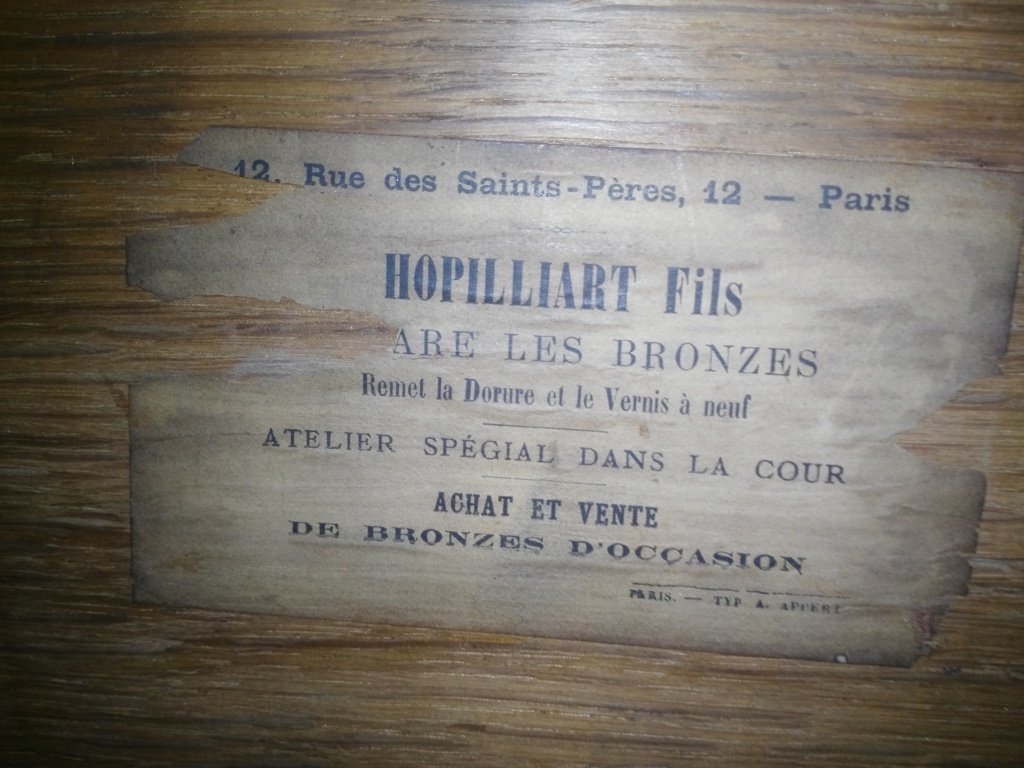 12. Rue des Saints-Pères, 12 — Paris
HOPILLIART Fils
ARE LES BRONZES
Remet la Dorure et le Vernis à neuf
ATELIER SPÉCIAL DANS LA COUR
ACHAT ET VENTE
DE BRONZES D'OCCASION
PARIS. — TYP A. APPERT